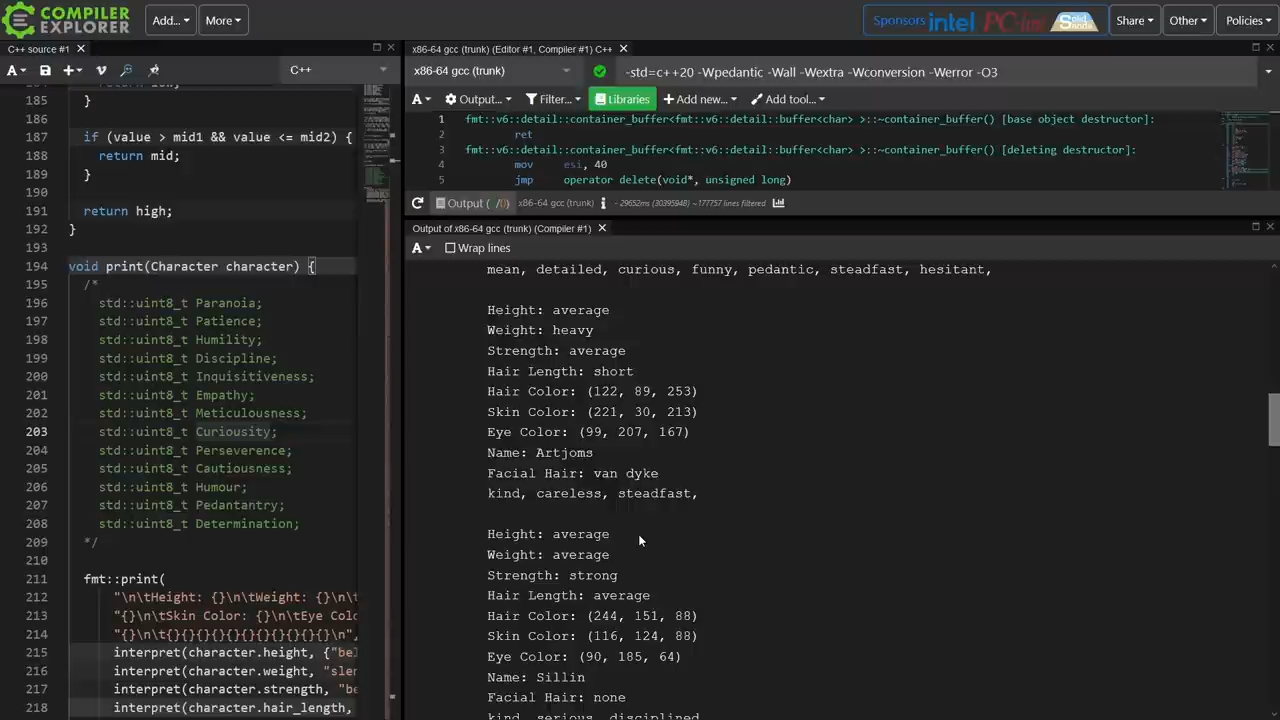 COMPILER
EXPLORER
Add...
More
Sponsors intel PC-lint Solid Sands
Share
Other
Policies
C++ source #1
A
C++
185 }
186
187 if (value > mid1 && value <= mid2) {
188 return mid;
189 }
190
191 return high;
192 }
193
194 void print(Character character) {
195 /*
196 std::uint8_t Paranoia;
197 std::uint8_t Patience;
198 std::uint8_t Humility;
199 std::uint8_t Discipline;
200 std::uint8_t Inquisitiveness;
201 std::uint8_t Empathy;
202 std::uint8_t Meticulousness;
203 std::uint8_t Curiousity;
204 std::uint8_t Perseverence;
205 std::uint8_t Cautiousness;
206 std::uint8_t Humour;
207 std::uint8_t Pedantantry;
208 std::uint8_t Determination;
209 */
210
211 fmt::print(
212 "\n\tHeight: {}\n\tWeight: {}\n\t
213 "{}\n\tSkin Color: {}\n\tEye Colo
214 "{}\n\t{}{}{}{}{}{}{}{}{}{}\n",
215 interpret(character.height, {"bel
216 interpret(character.weight, "slen
217 interpret(character.strength, "be
218 interpret(character.hair_length,
x86-64 gcc (trunk) (Editor #1, Compiler #1) C++
x86-64 gcc (trunk)
-std=c++20 -Wpedantic -Wall -Wextra -Wconversion -Werror -O3
A Output... Filter... Libraries Add new... Add tool...
1 fmt::v6::detail::container_buffer<fmt::v6::detail::buffer<char> >::~container_buffer() [base object destructor]:
2 ret
3 fmt::v6::detail::container_buffer<fmt::v6::detail::buffer<char> >::~container_buffer() [deleting destructor]:
4 mov esi, 40
5 jmp operator delete(void*, unsigned long)
Output ( /0) x86-64 gcc (trunk) i - 29652ms (30395948) ~177757 lines filtered
Output of x86-64 gcc (trunk) (Compiler #1)
A Wrap lines
mean, detailed, curious, funny, pedantic, steadfast, hesitant,
Height: average
Weight: heavy
Strength: average
Hair Length: short
Hair Color: (122, 89, 253)
Skin Color: (221, 30, 213)
Eye Color: (99, 207, 167)
Name: Artjoms
Facial Hair: van dyke
kind, careless, steadfast,
Height: average
Weight: average
Strength: strong
Hair Length: average
Hair Color: (244, 151, 88)
Skin Color: (116, 124, 88)
Eye Color: (90, 185, 64)
Name: Sillin
Facial Hair: none
kind, serious, disciplined